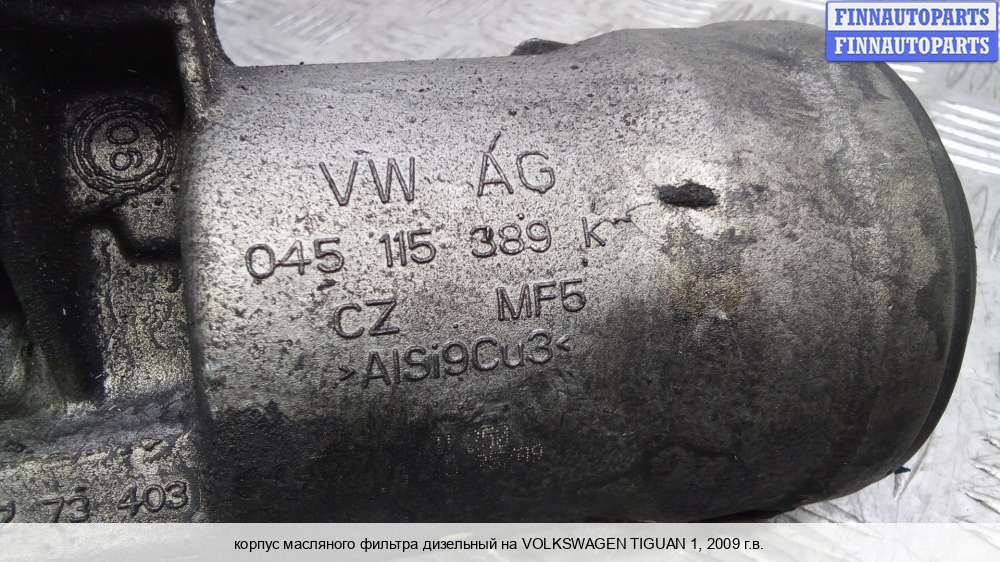 FINNAUTOPARTS
FINNAUTOPARTS
90
VW AG
045 115 389 K
CZ MF5
>AlSi9Cu3<
73 403
корпус масляного фильтра дизельный на VOLKSWAGEN TIGUAN 1, 2009 г.в.